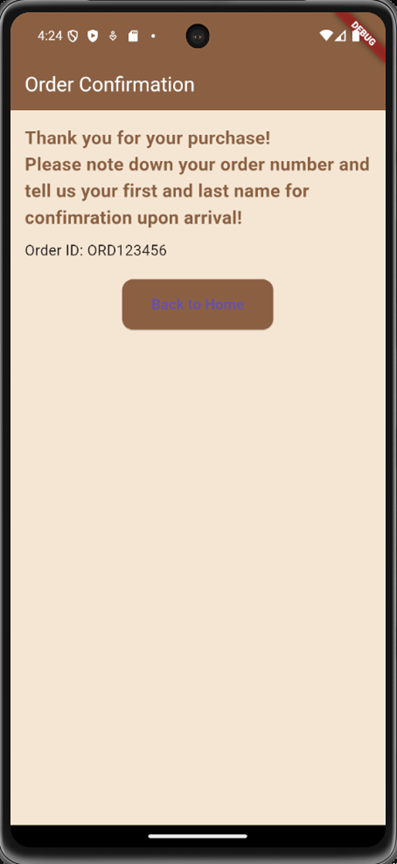 4:24
DEBUG
Order Confirmation
Thank you for your purchase!
Please note down your order number and
tell us your first and last name for
confimration upon arrival!
Order ID: ORD123456
Back to Home